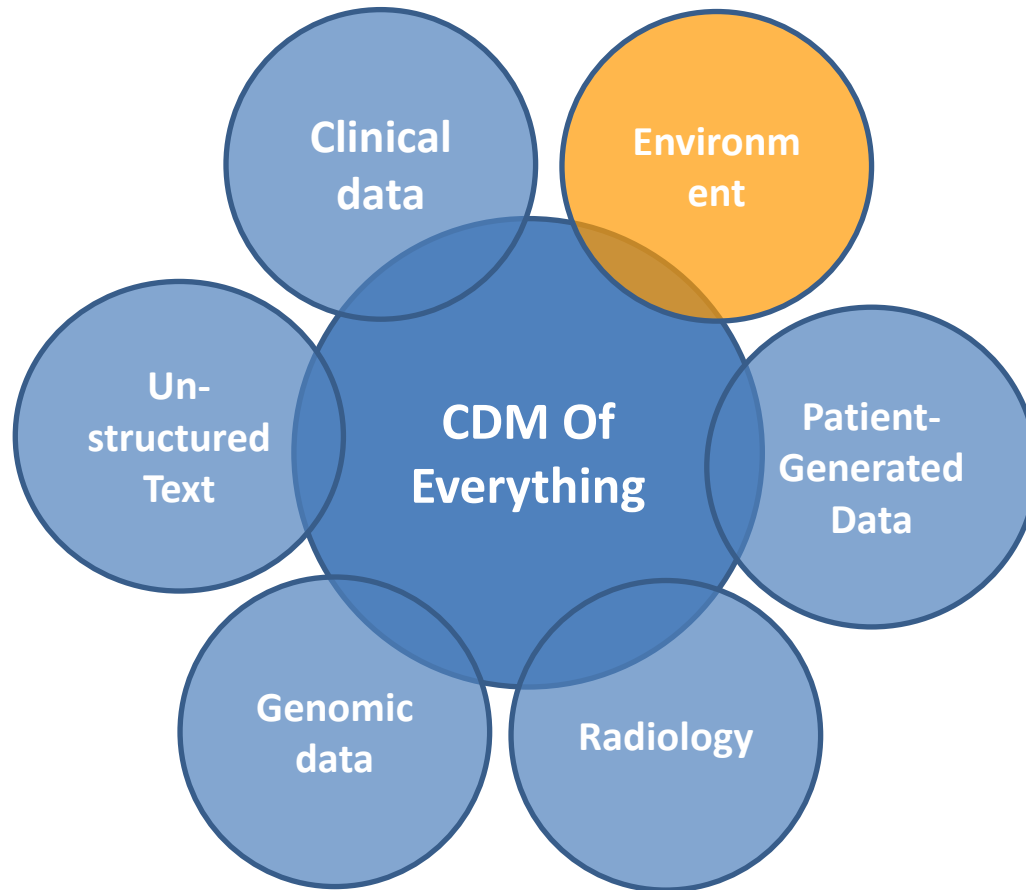 Clinical
data
Environm
ent
Un-
structured
Text
CDM Of
Everything
Patient-
Generated
Data
Genomic
data
Radiology